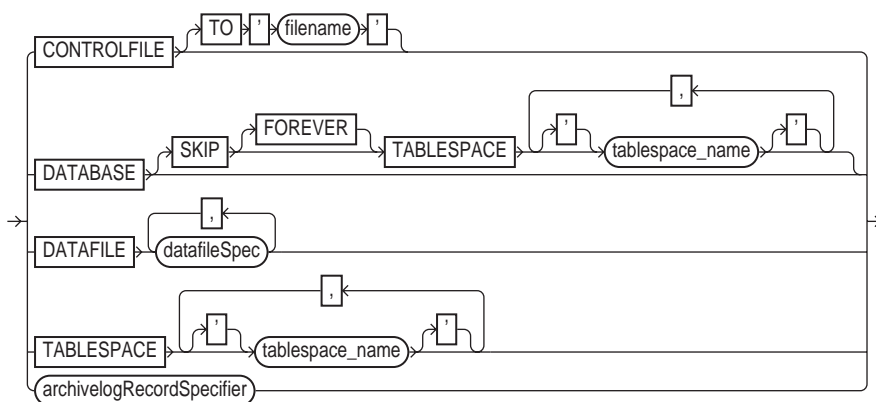 TO ' filename '
CONTROLFILE
,
FOREVER ' '
SKIP TABLESPACE tablespace_name
DATABASE
,
DATAFILE datafileSpec
,
' '
TABLESPACE tablespace_name
archivelogRecordSpecifier